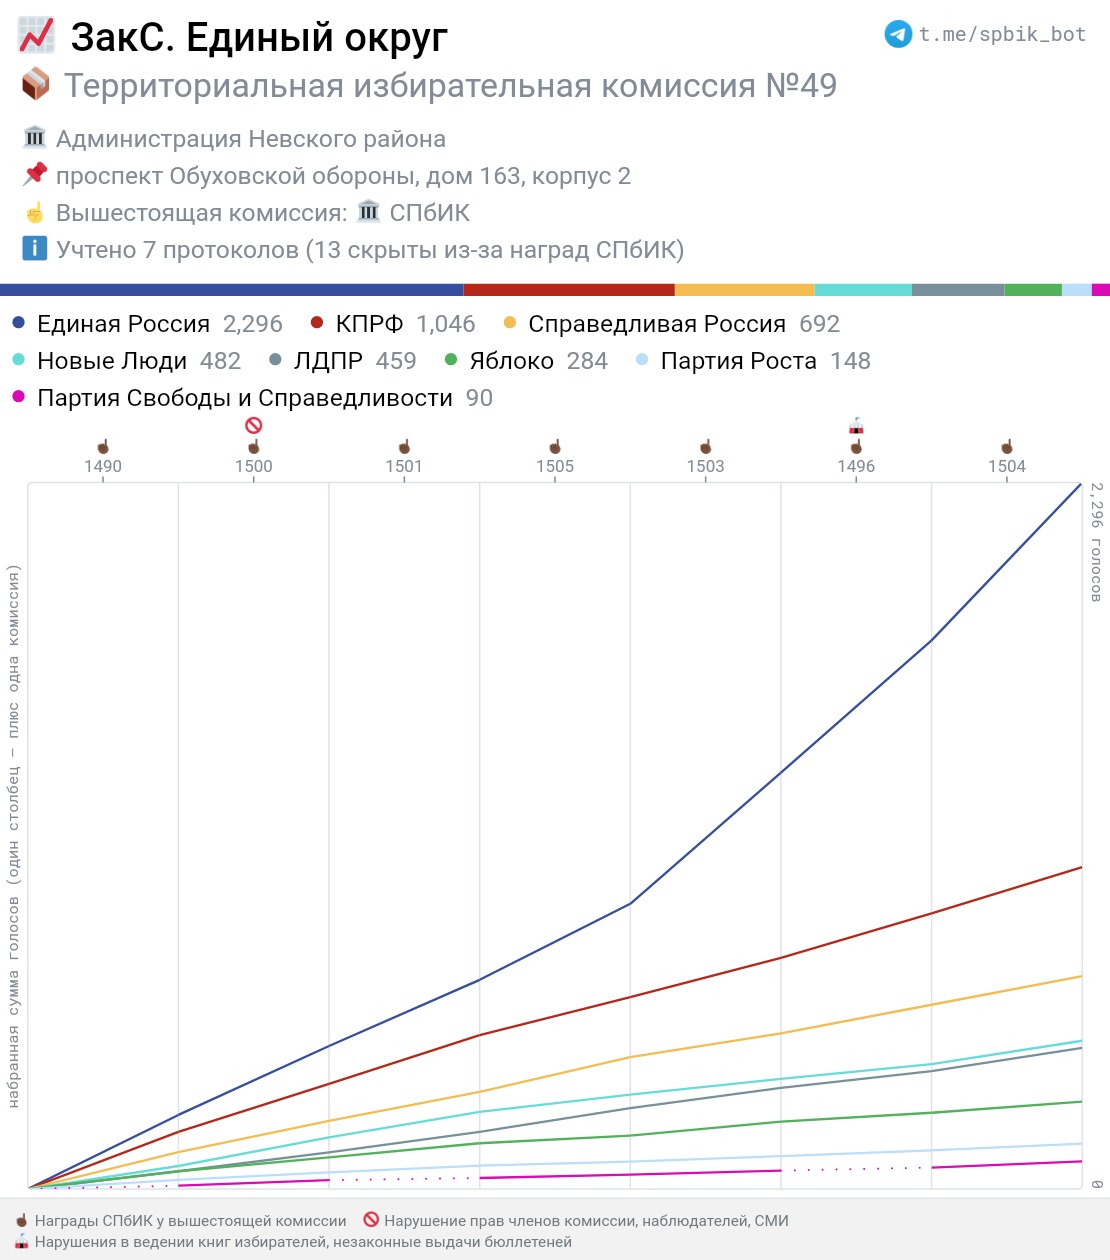 ЗакС. Единый округ
t.me/spbik_bot
Территориальная избирательная комиссия №49
Администрация Невского района
проспект Обуховской обороны, дом 163, корпус 2
Вышестоящая комиссия: СПбИК
Учтено 7 протоколов (13 скрыты из-за наград СПбИК)
Единая Россия 2,296 КПРФ 1,046 Справедливая Россия 692
Новые Люди 482 ЛДПР 459 Яблоко 284 Партия Роста 148
Партия Свободы и Справедливости 90
1490 1500 1501 1505 1503 1496 1504
2,296 голосов
набранная сумма голосов (один столбец – плюс одна комиссия)
0
Награды СПбИК у вышестоящей комиссии Нарушение прав членов комиссии, наблюдателей, СМИ
Нарушения в ведении книг избирателей, незаконные выдачи бюллетеней